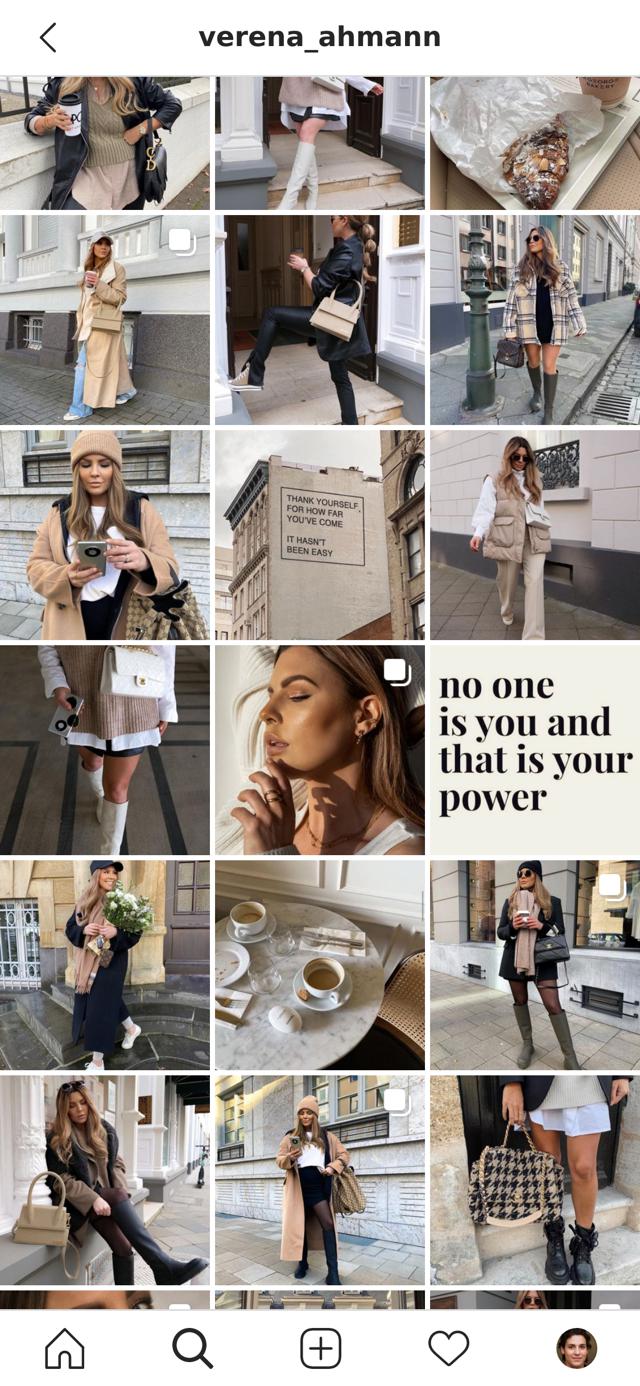 verena_ahmann
BAKERY
THANK YOURSELF
FOR HOW FAR
YOU'VE COME
IT HASN'T
BEEN EASY
no one
is you and
that is your
power